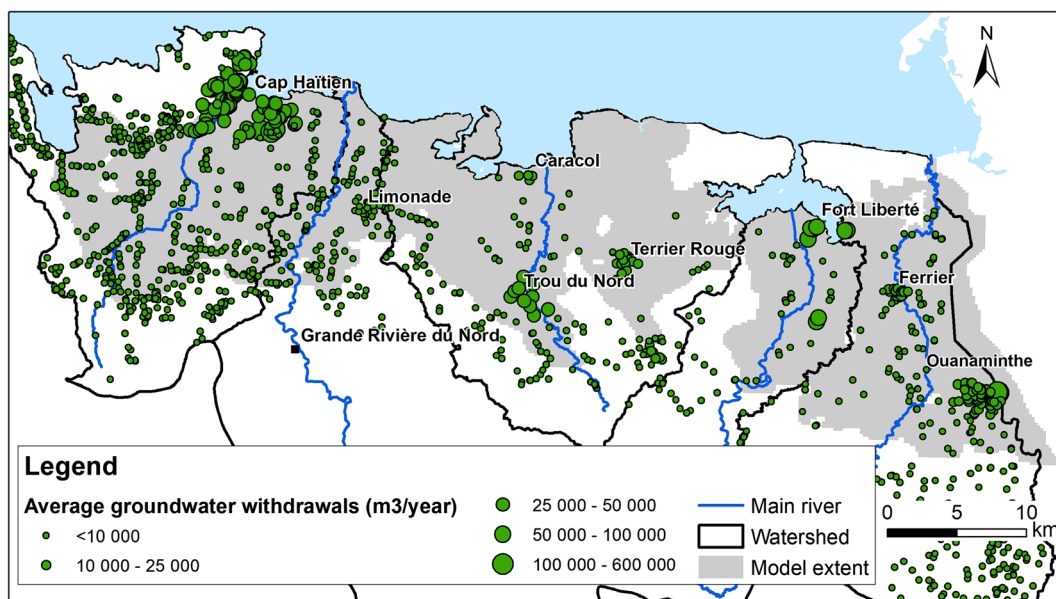 N
Cap Haïtien
Caracol
Limonade
Fort Liberté
Terrier Rouge
Trou du Nord
Ferrier
Grande Rivière du Nord
Ouanaminthe
Legend
Average groundwater withdrawals (m3/year)
<10 000
10 000 - 25 000
25 000 - 50 000
50 000 - 100 000
100 000 - 600 000
Main river
Watershed
Model extent
0 5 10
km